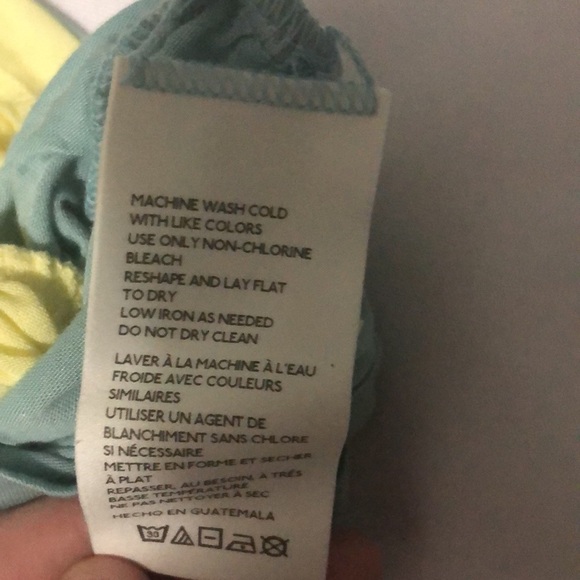 MACHINE WASH COLD
WITH LIKE COLORS
USE ONLY NON-CHLORINE
BLEACH
RESHAPE AND LAY FLAT
TO DRY
LOW IRON AS NEEDED
DO NOT DRY CLEAN
LAVER À LA MACHINE À L'EAU
FROIDE AVEC COULEURS
SIMILAIRES
UTILISER UN AGENT DE
BLANCHIMENT SANS CHLORE
SI NÉCESSAIRE
METTRE EN FORME ET SECHER
À PLAT
REPASSER, AU BESOIN, À TRÉS
BASSE TEMPÉRATURE
NE PAS NETTOYER À SEC
HECHO EN GUATEMALA
30